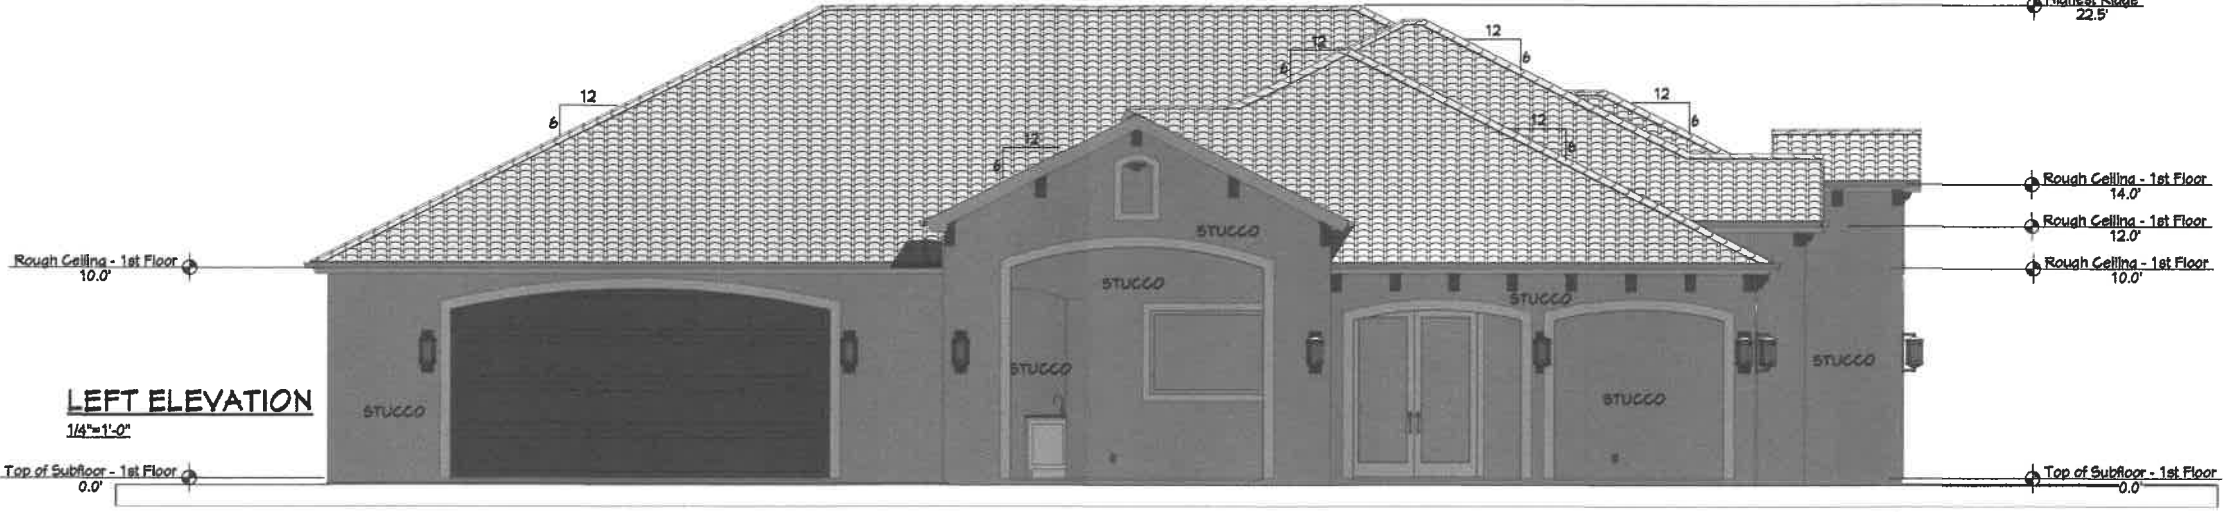 Highest Ridge
22.5'
12
6
12
6
12
6
12
6
12
6
12
6
Rough Ceiling - 1st Floor
14.0'
Rough Ceiling - 1st Floor
12.0'
Rough Ceiling - 1st Floor
10.0'
Rough Ceiling - 1st Floor
10.0'
STUCCO
STUCCO
STUCCO
STUCCO
STUCCO
STUCCO
STUCCO
LEFT ELEVATION
1/4"=1'-0"
Top of Subfloor - 1st Floor
0.0'
Top of Subfloor - 1st Floor
0.0'